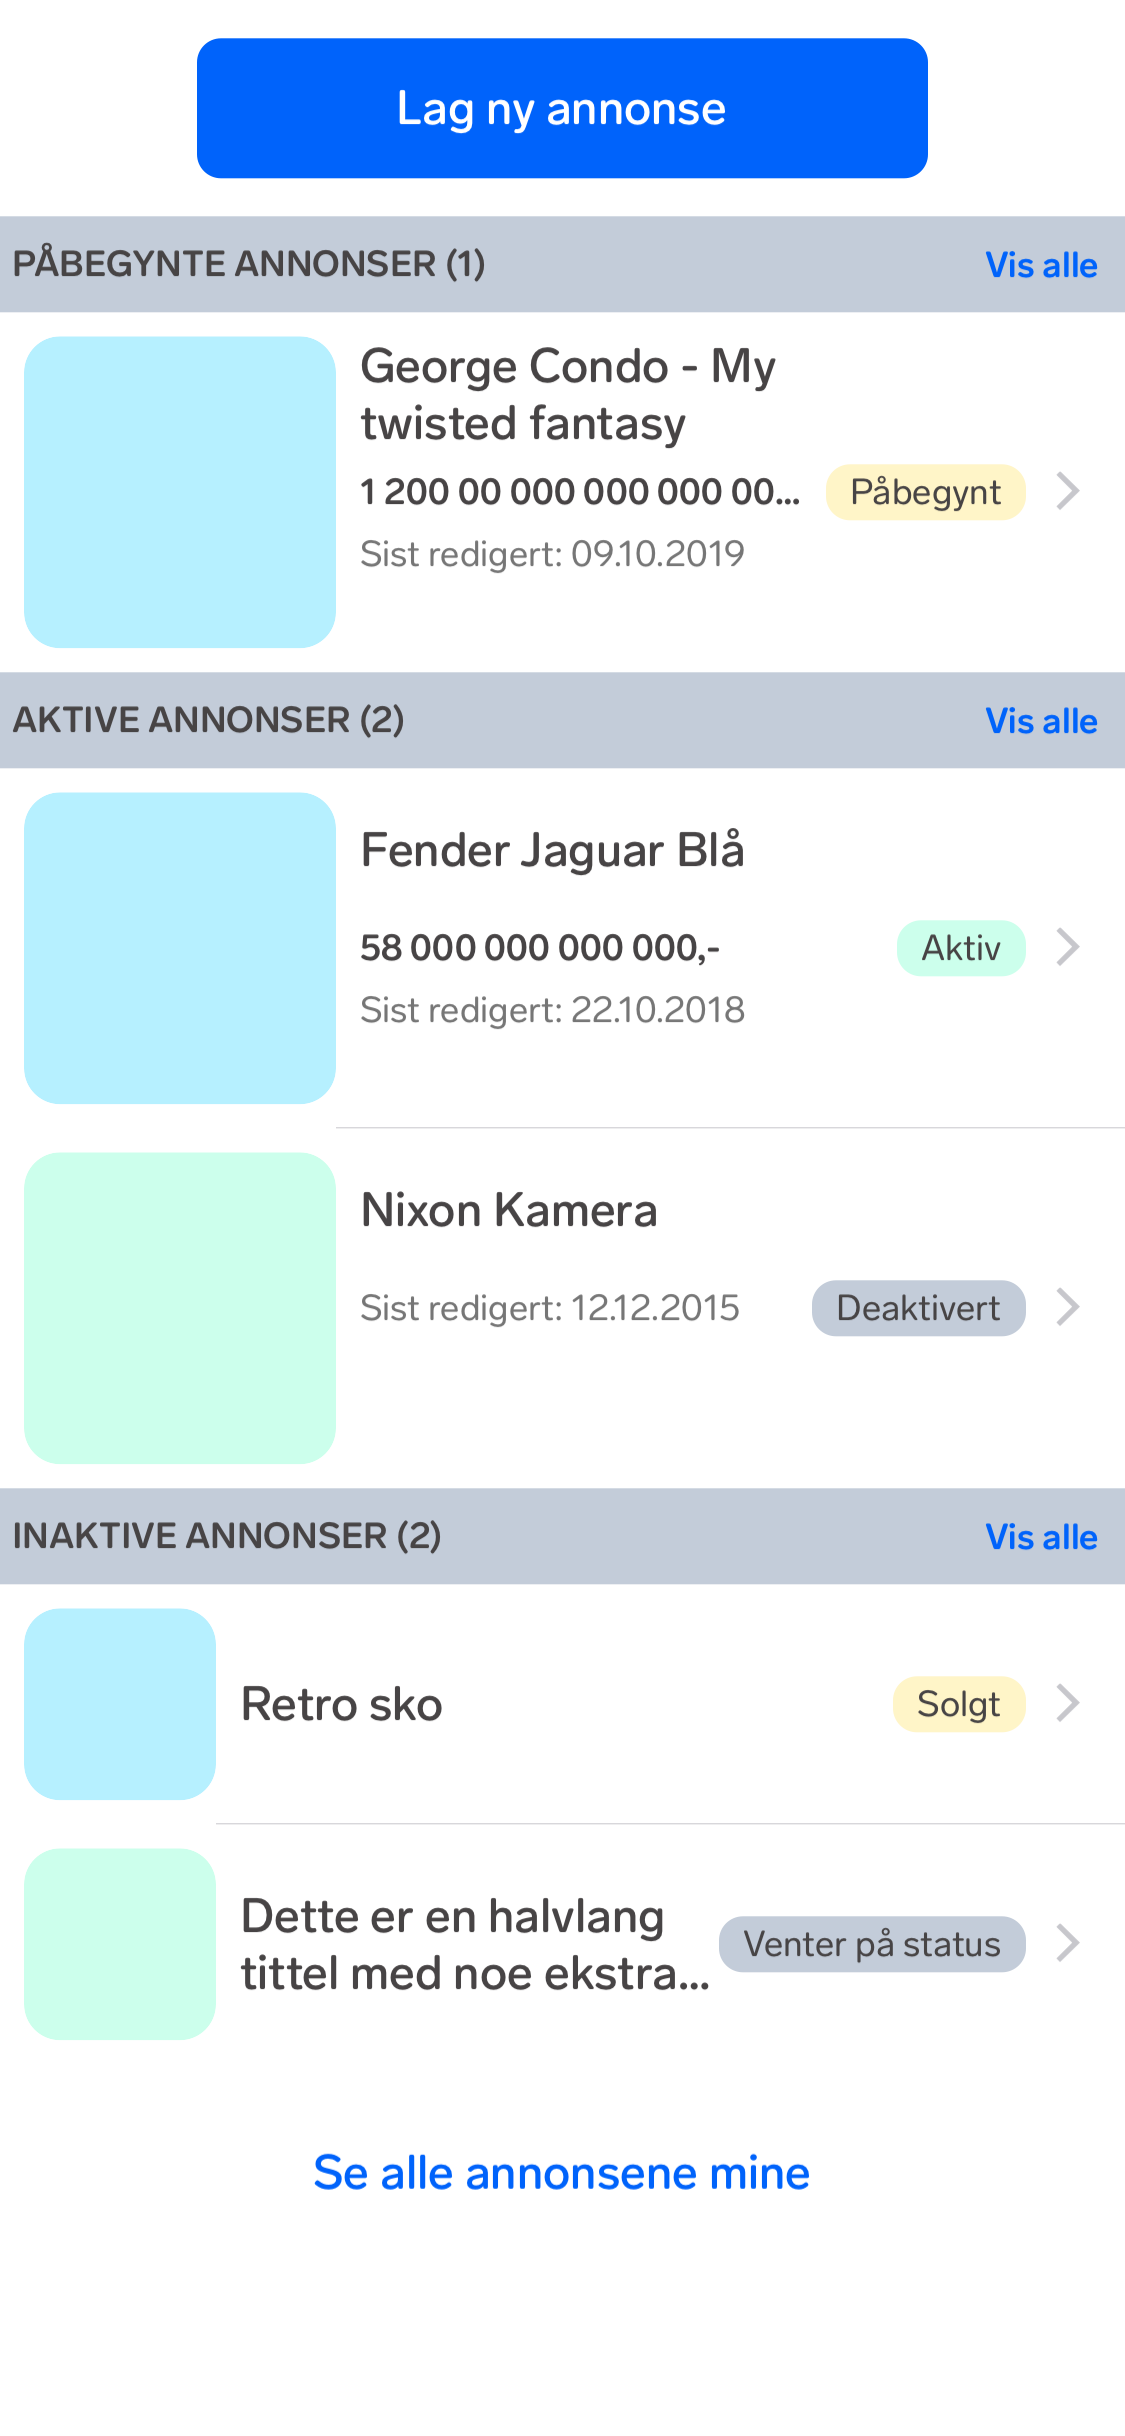 Lag ny annonse
PÅBEGYNTE ANNONSER (1)
Vis alle
George Condo - My
twisted fantasy
1 200 00 000 000 000 00...
Påbegynt
Sist redigert: 09.10.2019
AKTIVE ANNONSER (2)
Vis alle
Fender Jaguar Blå
58 000 000 000 000,-
Aktiv
Sist redigert: 22.10.2018
Nixon Kamera
Sist redigert: 12.12.2015
Deaktivert
INAKTIVE ANNONSER (2)
Vis alle
Retro sko
Solgt
Dette er en halvlang
tittel med noe ekstra...
Venter på status
Se alle annonsene mine